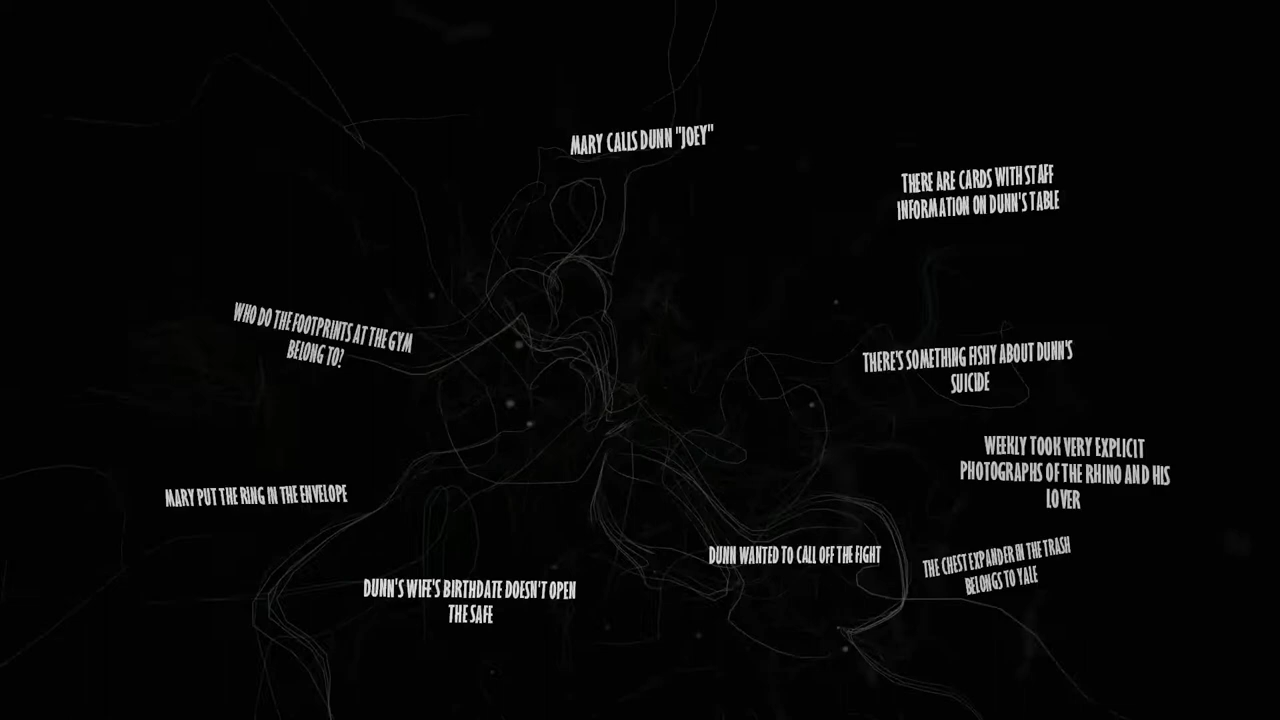 MARY CALLS DUNN "JOEY"
THERE ARE CARDS WITH STAFF
INFORMATION ON DUNN'S TABLE
WHO DO THE FOOTPRINTS AT THE GYM
BELONG TO?
THERE'S SOMETHING FISHY ABOUT DUNN'S
SUICIDE
WEEKLY TOOK VERY EXPLICIT
PHOTOGRAPHS OF THE RHINO AND HIS
LOVER
MARY PUT THE RING IN THE ENVELOPE
DUNN WANTED TO CALL OFF THE FIGHT
THE CHEST EXPANDER IN THE TRASH
BELONGS TO YALE
DUNN'S WIFE'S BIRTHDATE DOESN'T OPEN
THE SAFE